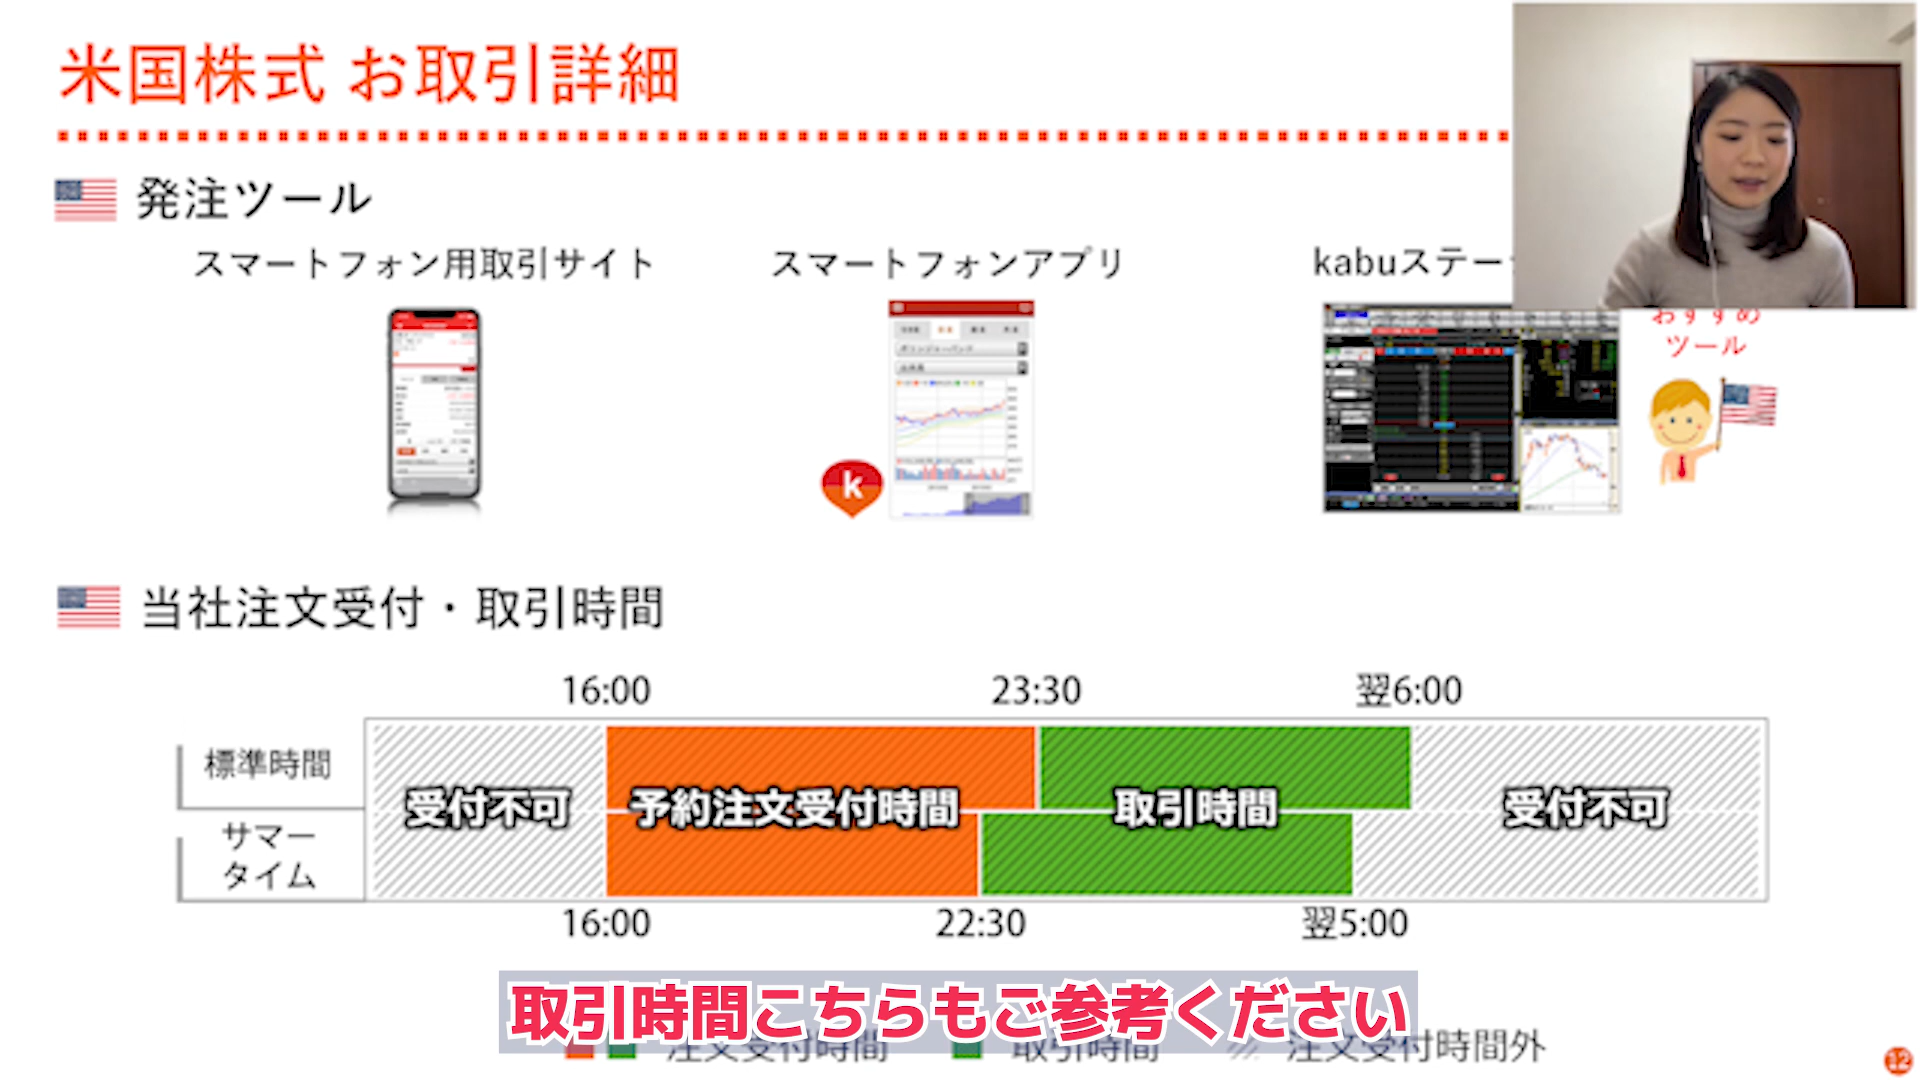 米国株式 お取引詳細
発注ツール
スマートフォン用取引サイト
スマートフォンアプリ
kabuステー
おすすめ
ツール
k
当社注文受付・取引時間
16:00
23:30
翌6:00
標準時間
サマー
タイム
受付不可
予約注文受付時間
取引時間
受付不可
16:00
22:30
翌5:00
取引時間こちらもご参考ください
注文受付時間
取引時間
注文受付時間外
12